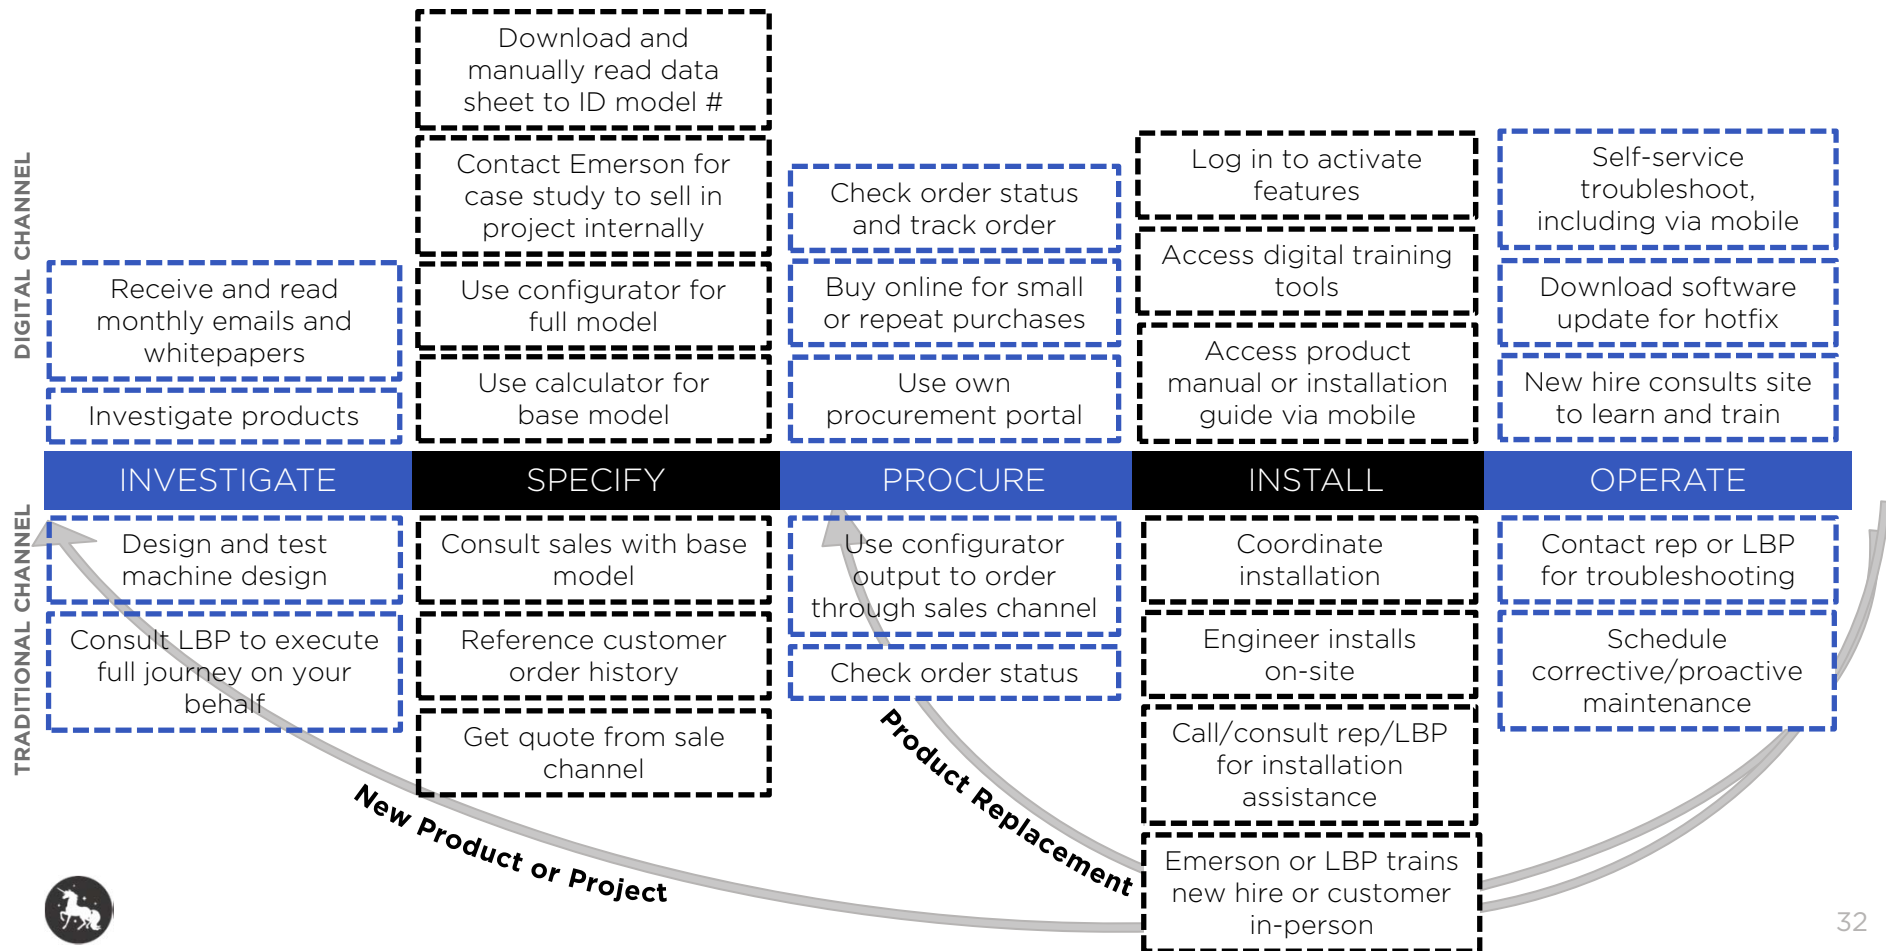 DIGITAL CHANNEL
Receive and read
monthly emails and
whitepapers
Investigate products
Download and
manually read data
sheet to ID model #
Contact Emerson for
case study to sell in
project internally
Use configurator for
full model
Use calculator for
base model
Check order status
and track order
Buy online for small
or repeat purchases
Use own
procurement portal
Log in to activate
features
Access digital training
tools
Access product
manual or installation
guide via mobile
Self-service
troubleshoot,
including via mobile
Download software
update for hotfix
New hire consults site
to learn and train
INVESTIGATE
SPECIFY
PROCURE
INSTALL
OPERATE
TRADITIONAL CHANNEL
Design and test
machine design
Consult LBP to execute
full journey on your
behalf
Consult sales with base
model
Reference customer
order history
Get quote from sale
channel
Use configurator
output to order
through sales channel
Check order status
Coordinate
installation
Engineer installs
on-site
Call/consult rep/LBP
for installation
assistance
Emerson or LBP trains
new hire or customer
in-person
Contact rep or LBP
for troubleshooting
Schedule
corrective/proactive
maintenance
New Product or Project
Product Replacement
32